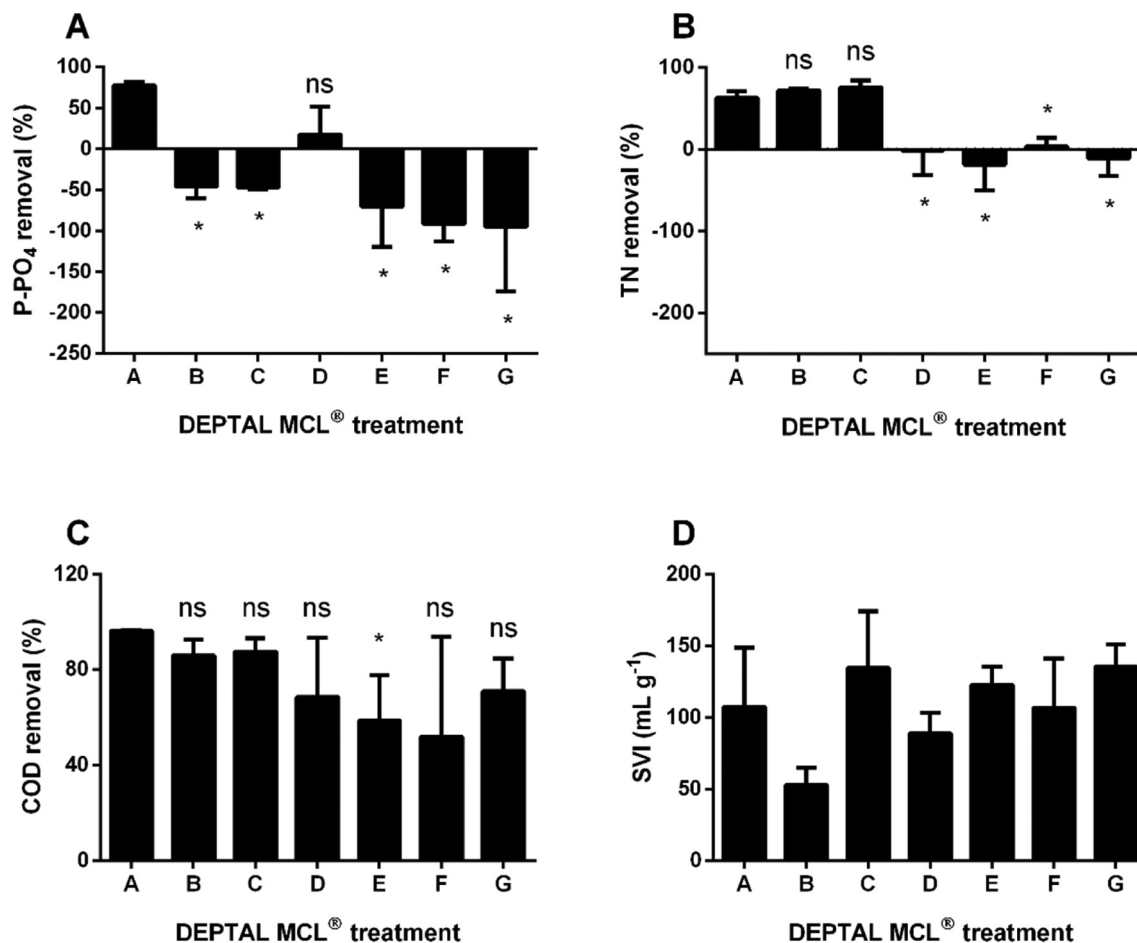 A
P-PO4 removal (%)
100
50
0
-50
-100
-150
-200
-250
ns
* * * * *
A B C D E F G
DEPTAL MCL® treatment
B
TN removal (%)
100
0
-100
-200
ns ns
* * * *
A B C D E F G
DEPTAL MCL® treatment
C
COD removal (%)
120
80
40
0
ns ns ns * ns ns
A B C D E F G
DEPTAL MCL® treatment
D
SVI (mL g-1)
200
150
100
50
0
A B C D E F G
DEPTAL MCL® treatment